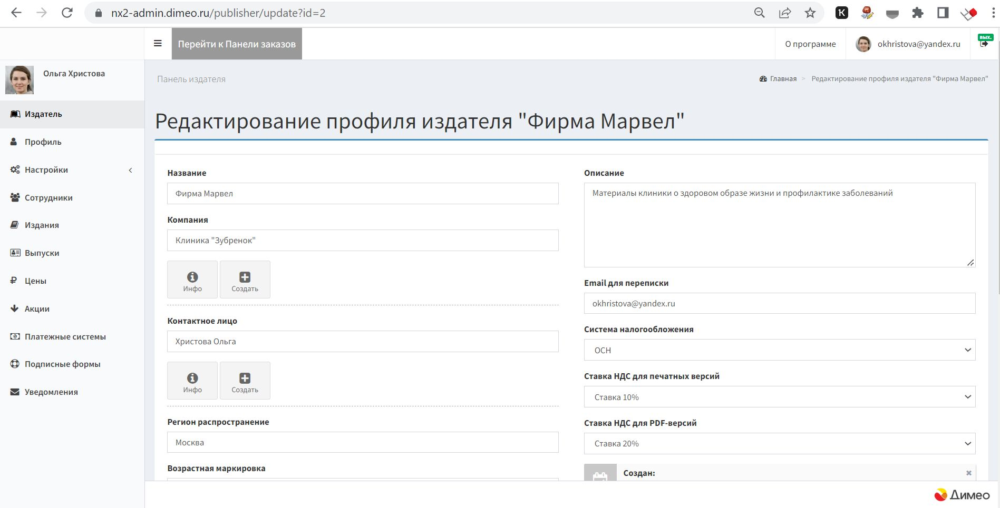 nx2-admin.dimeo.ru/publisher/update?id=2
Перейти к Панели заказов
О программе
okhristova@yandex.ru
вых.
Ольга Христова
Издатель
Профиль
Настройки
Сотрудники
Издания
Выпуски
Цены
Акции
Платежные системы
Подписные формы
Уведомления
Панель издателя
Главная > Редактирование профиля издателя "Фирма Марвел"
Редактирование профиля издателя "Фирма Марвел"
Название
Фирма Марвел
Компания
Клиника "Зубренок"
Инфо
Создать
Контактное лицо
Христова Ольга
Инфо
Создать
Регион распространение
Москва
Возрастная маркировка
Описание
Материалы клиники о здоровом образе жизни и профилактике заболеваний
Email для переписки
okhristova@yandex.ru
Система налогообложения
ОСН
Ставка НДС для печатных версий
Ставка 10%
Ставка НДС для PDF-версий
Ставка 20%
Создан:
Димео